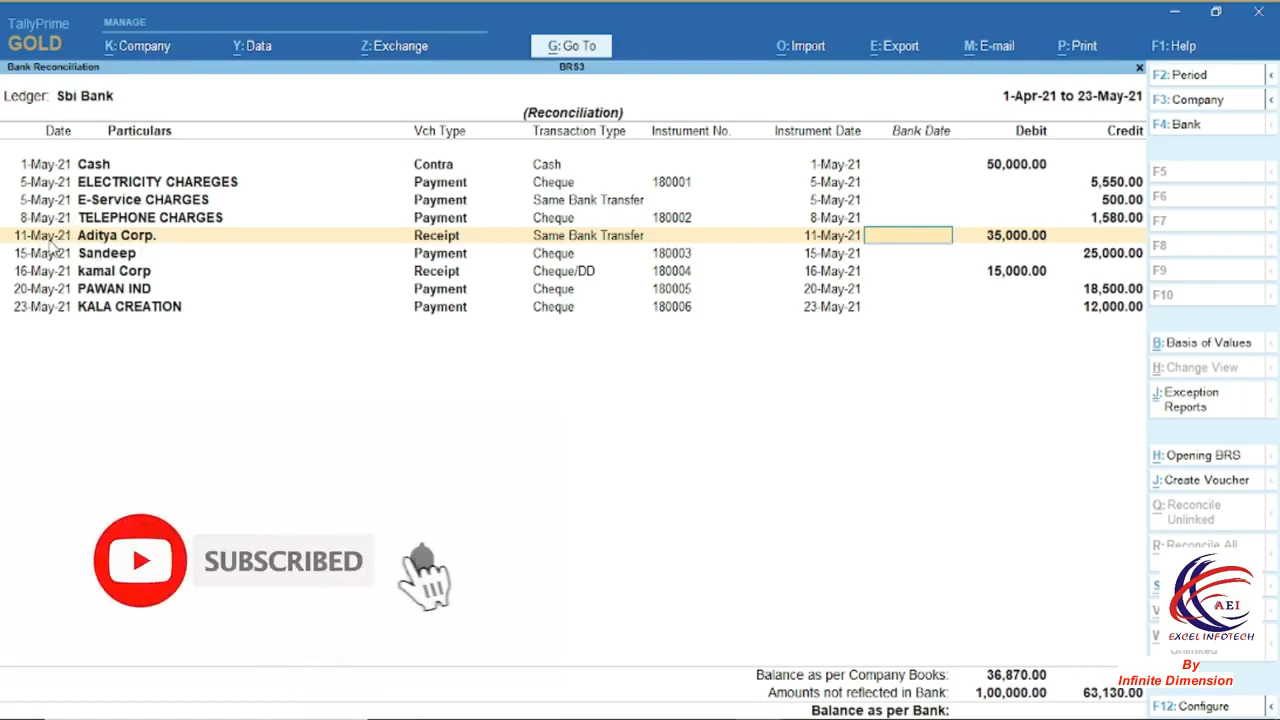 TallyPrime
GOLD
MANAGE
K: Company
Y: Data
Z: Exchange
G: Go To
O: Import
E: Export
M: E-mail
P: Print
F1: Help
Bank Reconciliation
BRS3
Ledger: Sbi Bank
1-Apr-21 to 23-May-21
(Reconciliation)
Date Particulars Vch Type Transaction Type Instrument No. Instrument Date Bank Date Debit Credit
1-May-21 Cash Contra Cash 1-May-21 50,000.00
5-May-21 ELECTRICITY CHAREGES Payment Cheque 180001 5-May-21 5,550.00
5-May-21 E-Service CHARGES Payment Same Bank Transfer 5-May-21 500.00
8-May-21 TELEPHONE CHARGES Payment Cheque 180002 8-May-21 1,580.00
11-May-21 Aditya Corp. Receipt Same Bank Transfer 11-May-21 35,000.00
15-May-21 Sandeep Payment Cheque 180003 15-May-21 25,000.00
16-May-21 kamal Corp Receipt Cheque/DD 180004 16-May-21 15,000.00
20-May-21 PAWAN IND Payment Cheque 180005 20-May-21 18,500.00
23-May-21 KALA CREATION Payment Cheque 180006 23-May-21 12,000.00
SUBSCRIBED
Balance as per Company Books: 36,870.00
Amounts not reflected in Bank: 1,00,000.00 63,130.00
Balance as per Bank:
F2: Period
F3: Company
F4: Bank
F5
F6
F7
F8
F9
F10
B: Basis of Values
H: Change View
J: Exception
Reports
H: Opening BRS
J: Create Voucher
Q: Reconcile
Unlinked
R: Reconcile All
AEI
EXCEL INFOTECH
By
Infinite Dimension
F12: Configure